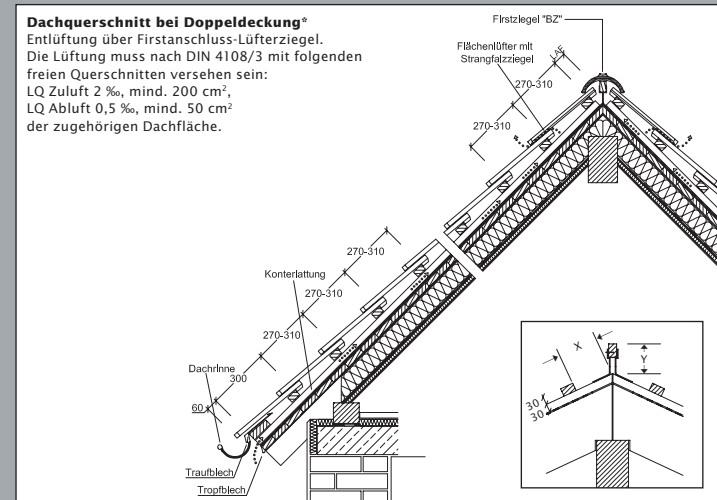 Dachquerschnitt bei Doppeldeckung*
Entlüftung über Firstanschluss-Lüfterziegel.
Die Lüftung muss nach DIN 4108/3 mit folgenden
freien Querschnitten versehen sein:
LQ Zuluft 2 ‰, mind. 200 cm²,
LQ Abluft 0,5 ‰, mind. 50 cm²
der zugehörigen Dachfläche.
Firstziegel "BZ"
Flächenlüfter mit
Strangfalzziegel
LAF
270-310
270-310
270-310
Konterlattung
270-310
270-310
Dachrinne
300
60
Traufblech
Tropfblech
X
Y
30
30